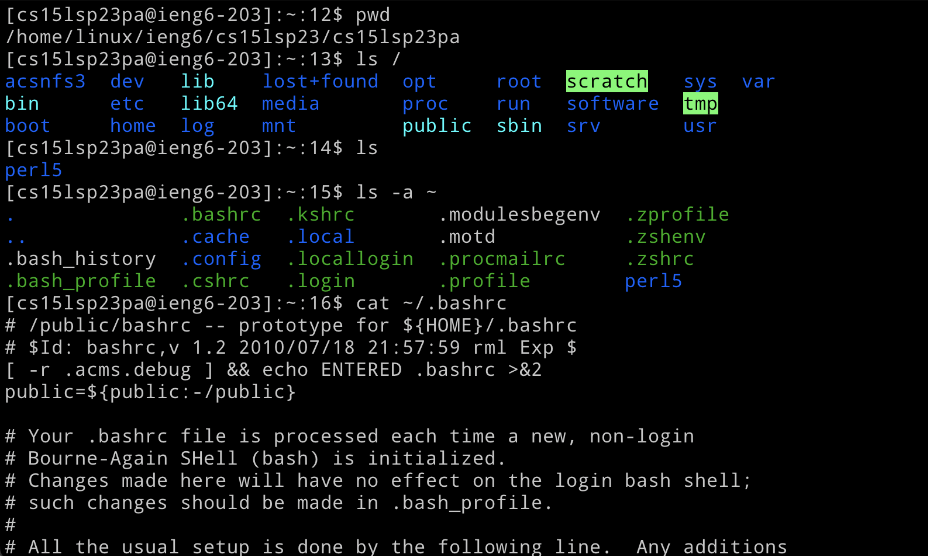 [cs15lsp23pa@ieng6-203]:~:12$ pwd
/home/linux/ieng6/cs15lsp23/cs15lsp23pa
[cs15lsp23pa@ieng6-203]:~:13$ ls /
acsnfs3  dev   lib    lost+found  opt     root  scratch   sys  var
bin      etc   lib64  media       proc    run   software  tmp
boot     home  log    mnt         public  sbin  srv       usr
[cs15lsp23pa@ieng6-203]:~:14$ ls
perl5
[cs15lsp23pa@ieng6-203]:~:15$ ls -a ~
.              .bashrc  .kshrc       .modulesbegenv  .zprofile
..             .cache   .local       .motd           .zshenv
.bash_history  .config  .locallogin  .procmailrc     .zshrc
.bash_profile  .cshrc   .login       .profile        perl5
[cs15lsp23pa@ieng6-203]:~:16$ cat ~/.bashrc
# /public/bashrc -- prototype for ${HOME}/.bashrc
# $Id: bashrc,v 1.2 2010/07/18 21:57:59 rml Exp $
[ -r .acms.debug ] && echo ENTERED .bashrc >&2
public=${public:-/public}

# Your .bashrc file is processed each time a new, non-login
# Bourne-Again SHell (bash) is initialized.
# Changes made here will have no effect on the login bash shell;
# such changes should be made in .bash_profile.
#
# All the usual setup is done by the following line.  Any additions